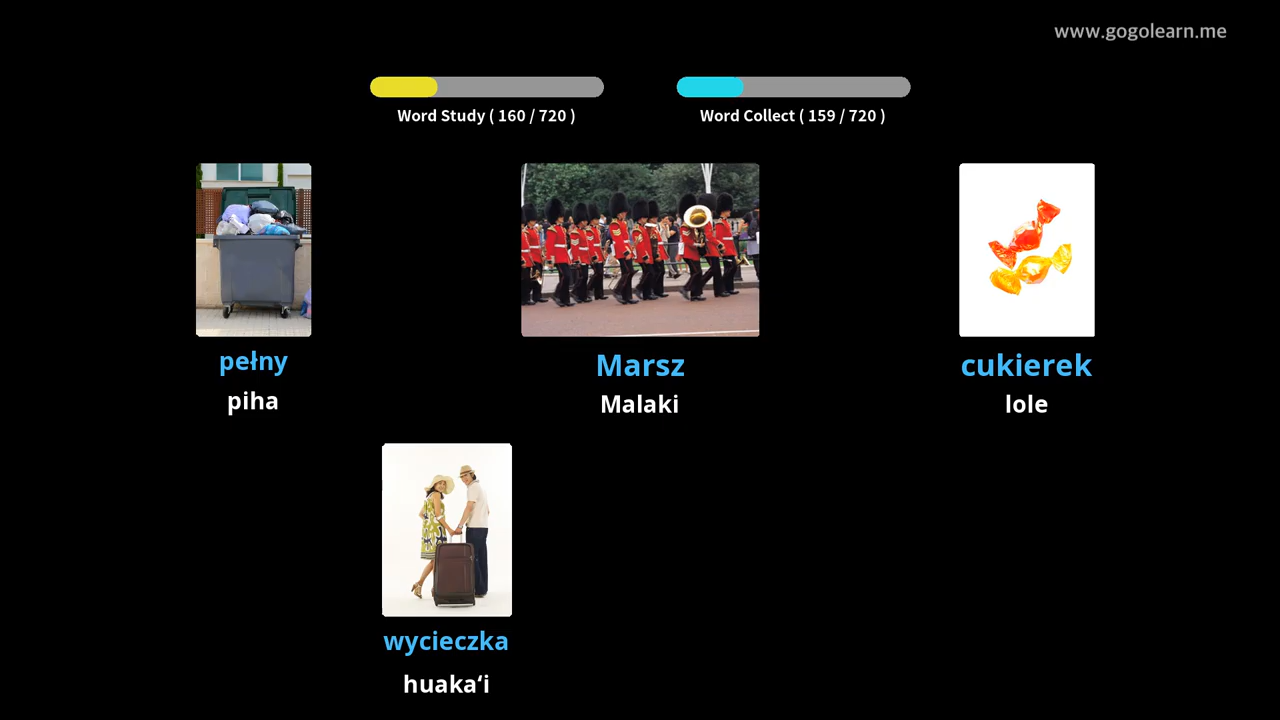 www.gogolearn.me
Word Study ( 160 / 720 )
Word Collect ( 159 / 720 )
pełny
piha
Marsz
Malaki
cukierek
lole
wycieczka
huakaʻi